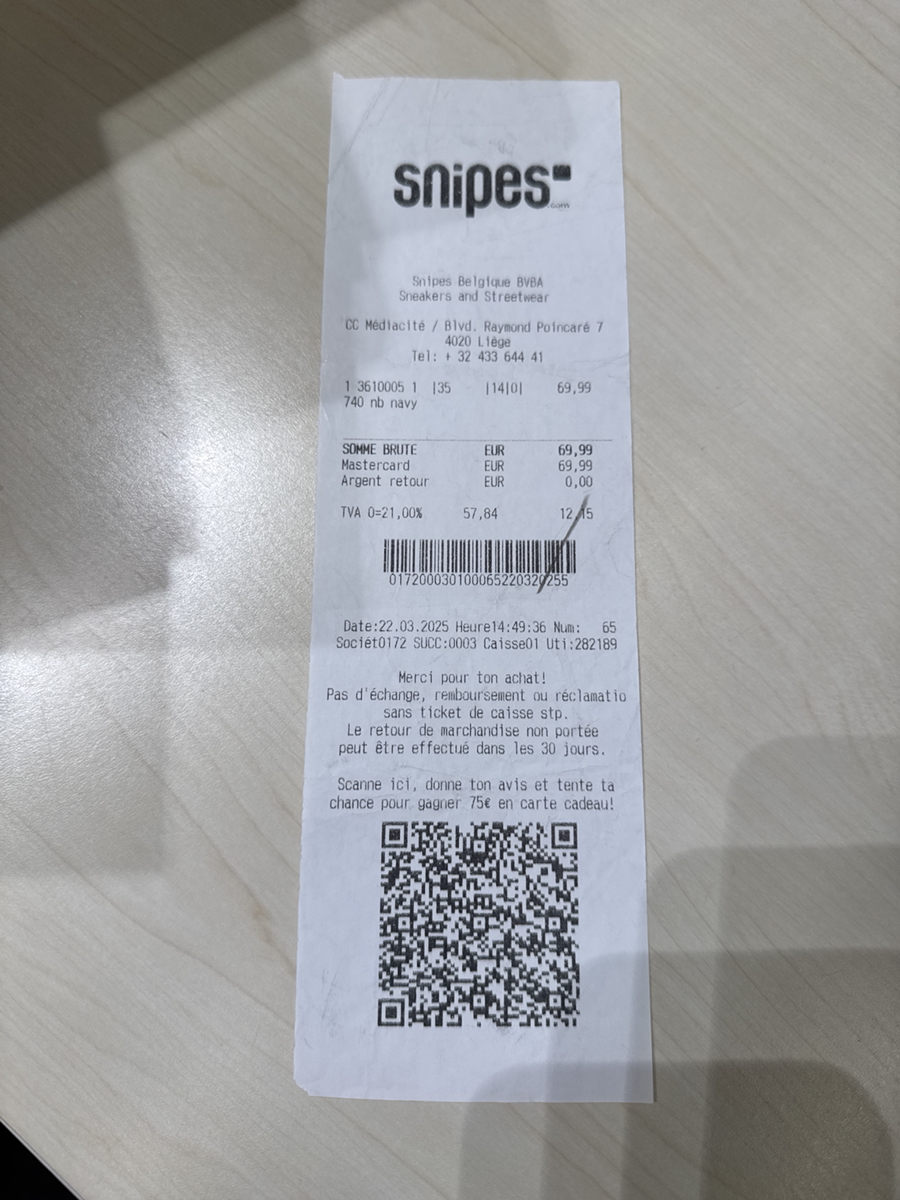 snipes
.com
Snipes Belgique BVBA
Sneakers and Streetwear
CC Médiacité / Blvd. Raymond Poincaré 7
4020 Liége
Tel: + 32 433 644 41
1 3610005 1 |35 |14|0| 69,99
740 nb navy
SOMME BRUTE EUR 69,99
Mastercard EUR 69,99
Argent retour EUR 0,00
TVA 0=21,00% 57,84 12,15
017200030100065220320255
Date:22.03.2025 Heure14:49:36 Num: 65
Sociét0172 SUCC:0003 Caisse01 Uti:282189
Merci pour ton achat!
Pas d'échange, remboursement ou réclamatio
sans ticket de caisse stp.
Le retour de marchandise non portée
peut être effectué dans les 30 jours.
Scanne ici, donne ton avis et tente ta
chance pour gagner 75€ en carte cadeau!